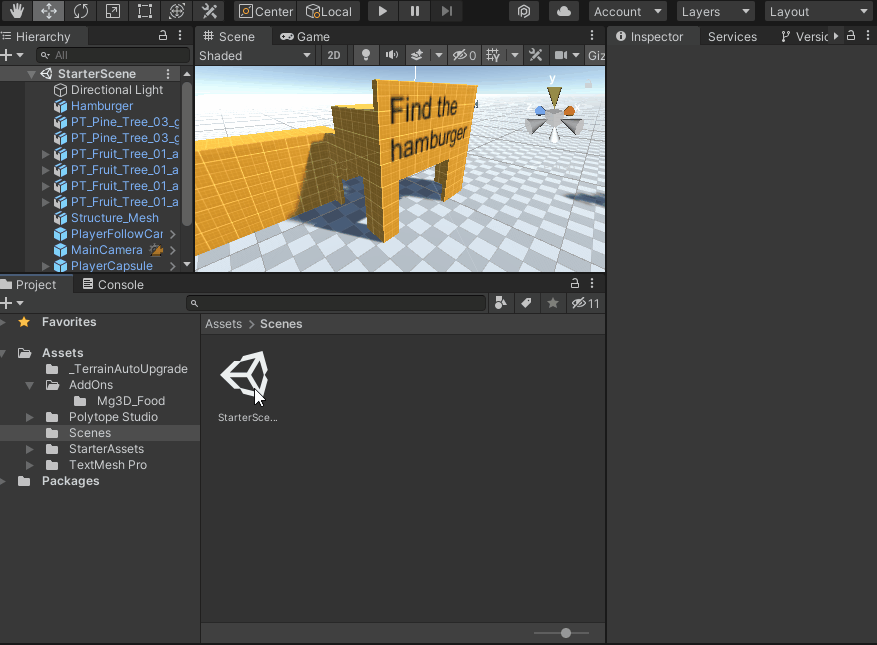 Center Local Account Layers Layout
Hierarchy Scene Game Inspector Services Versic
All Shaded 2D 0 Giz
StarterScene
Directional Light
Hamburger
PT_Pine_Tree_03_g
PT_Pine_Tree_03_g
PT_Fruit_Tree_01_a
PT_Fruit_Tree_01_a
PT_Fruit_Tree_01_a
PT_Fruit_Tree_01_a
Structure_Mesh
PlayerFollowCar
MainCamera
PlayerCapsule
y
Find the
hamburger
Project Console
11
Favorites
Assets
_TerrainAutoUpgrade
AddOns
Mg3D_Food
Polytope Studio
Scenes
StarterAssets
TextMesh Pro
Packages
Assets > Scenes
StarterSce...